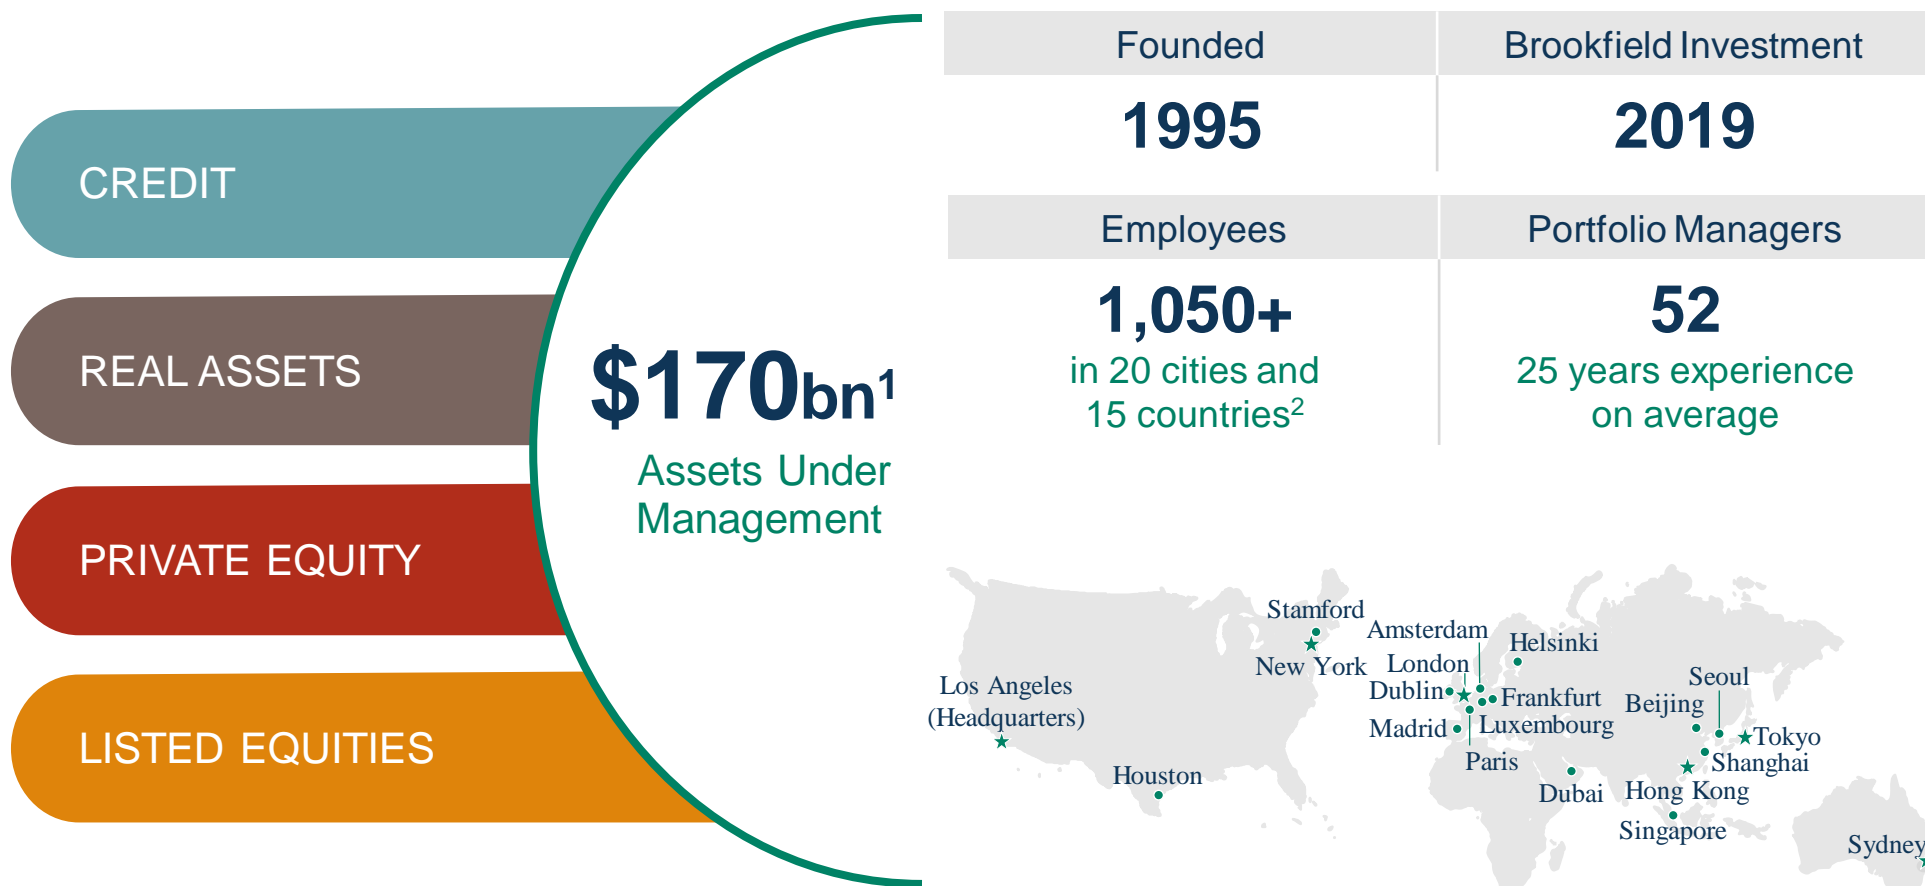 CREDIT
REAL ASSETS
PRIVATE EQUITY
LISTED EQUITIES
$170bn¹
Assets Under
Management
Founded
Brookfield Investment
1995
2019
Employees
Portfolio Managers
1,050+
52
in 20 cities and
15 countries²
25 years experience
on average
Stamford
New York
Los Angeles
(Headquarters)
Houston
Amsterdam
Helsinki
London
Dublin
Frankfurt
Luxembourg
Madrid
Paris
Dubai
Seoul
Beijing
Tokyo
Shanghai
Hong Kong
Singapore
Sydney